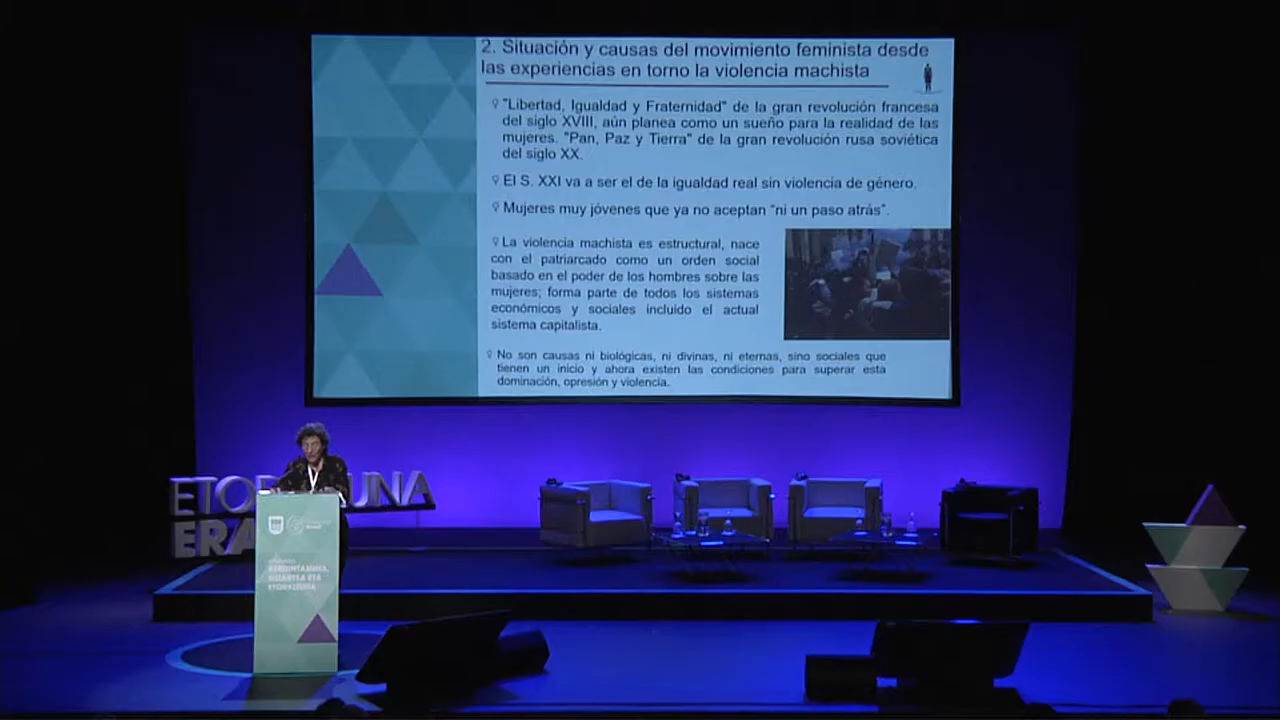 2. Situación y causas del movimiento feminista desde
las experiencias en torno la violencia machista
"Libertad, Igualdad y Fraternidad" de la gran revolución francesa
del siglo XVIII, aún planea como un sueño para la realidad de las
mujeres. "Pan, Paz y Tierra" de la gran revolución rusa soviética
del siglo XX.
El S. XXI va a ser el de la igualdad real sin violencia de género.
Mujeres muy jóvenes que ya no aceptan "ni un paso atrás".
La violencia machista es estructural, nace
con el patriarcado como un orden social
basado en el poder de los hombres sobre las
mujeres; forma parte de todos los sistemas
económicos y sociales incluido el actual
sistema capitalista.
No son causas ni biológicas, ni divinas, ni eternas, sino sociales que
tienen un inicio y ahora existen las condiciones para superar esta
dominación, opresión y violencia.
UNA
ERA
BERDINTASUNA,
GIZARTEA ETA
ETORKIZUNA